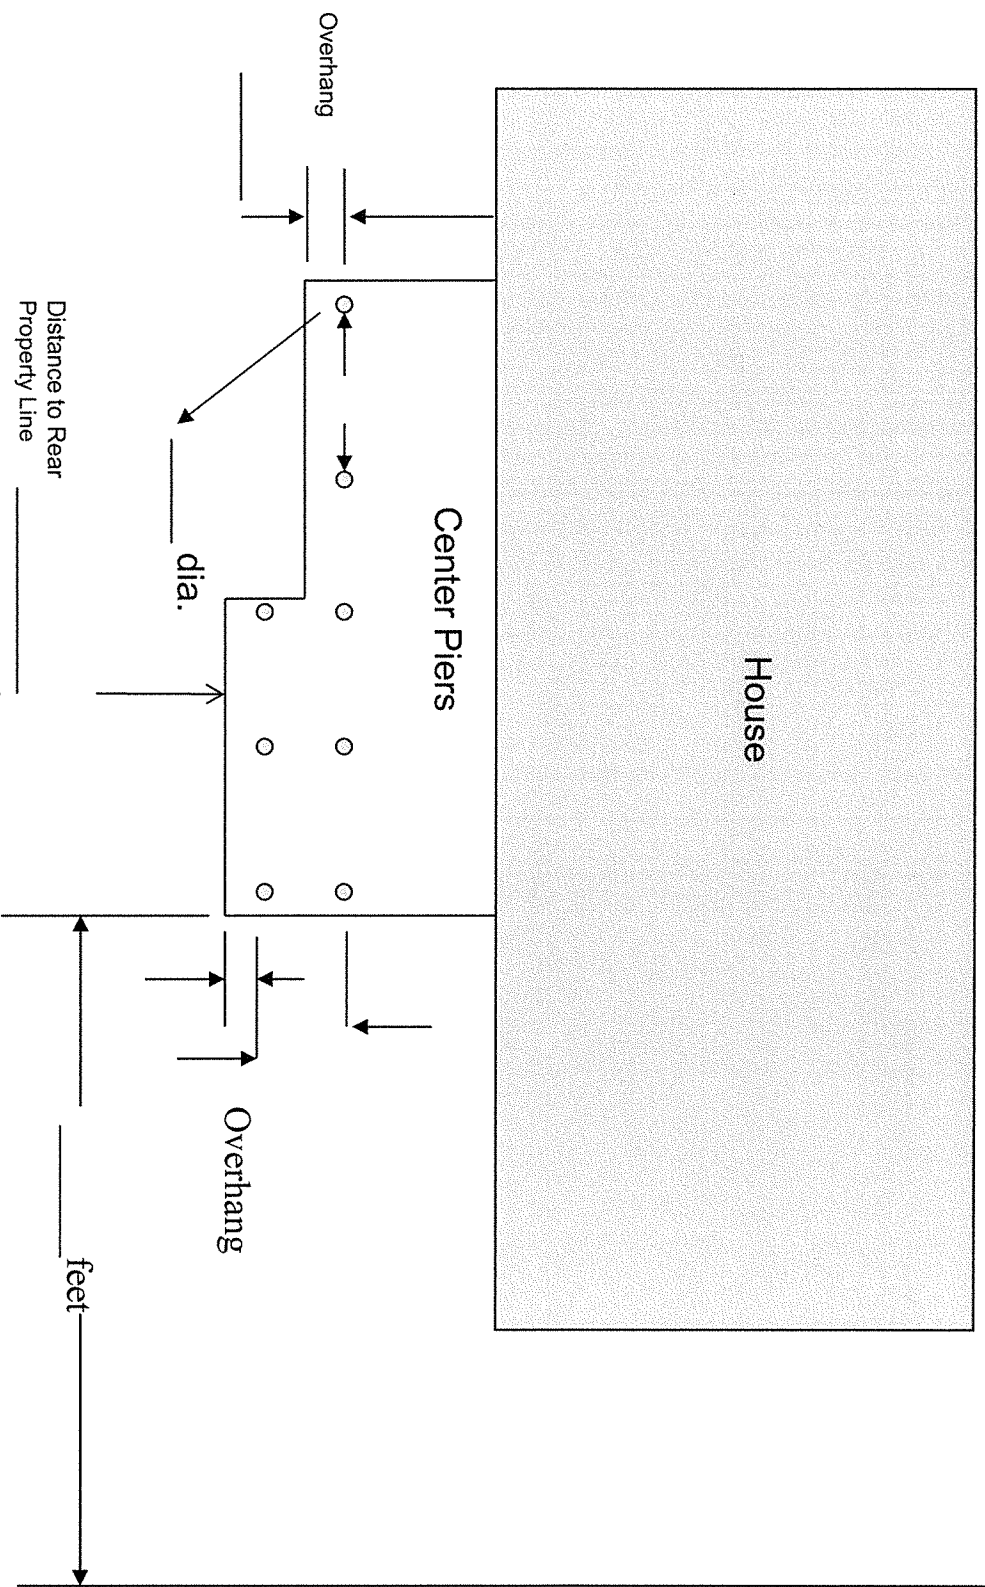 House
Center Piers
Overhang
dia.
Overhang
Distance to Rear
Property Line
feet